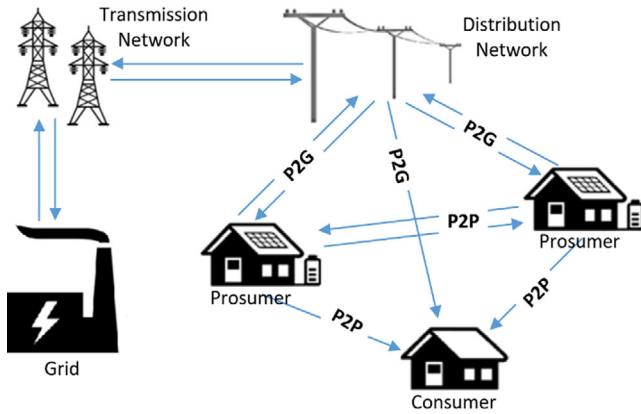 Transmission
Network
Distribution
Network
P2G
P2G
P2G
P2P
Prosumer
Prosumer
P2P
P2P
Grid
Consumer